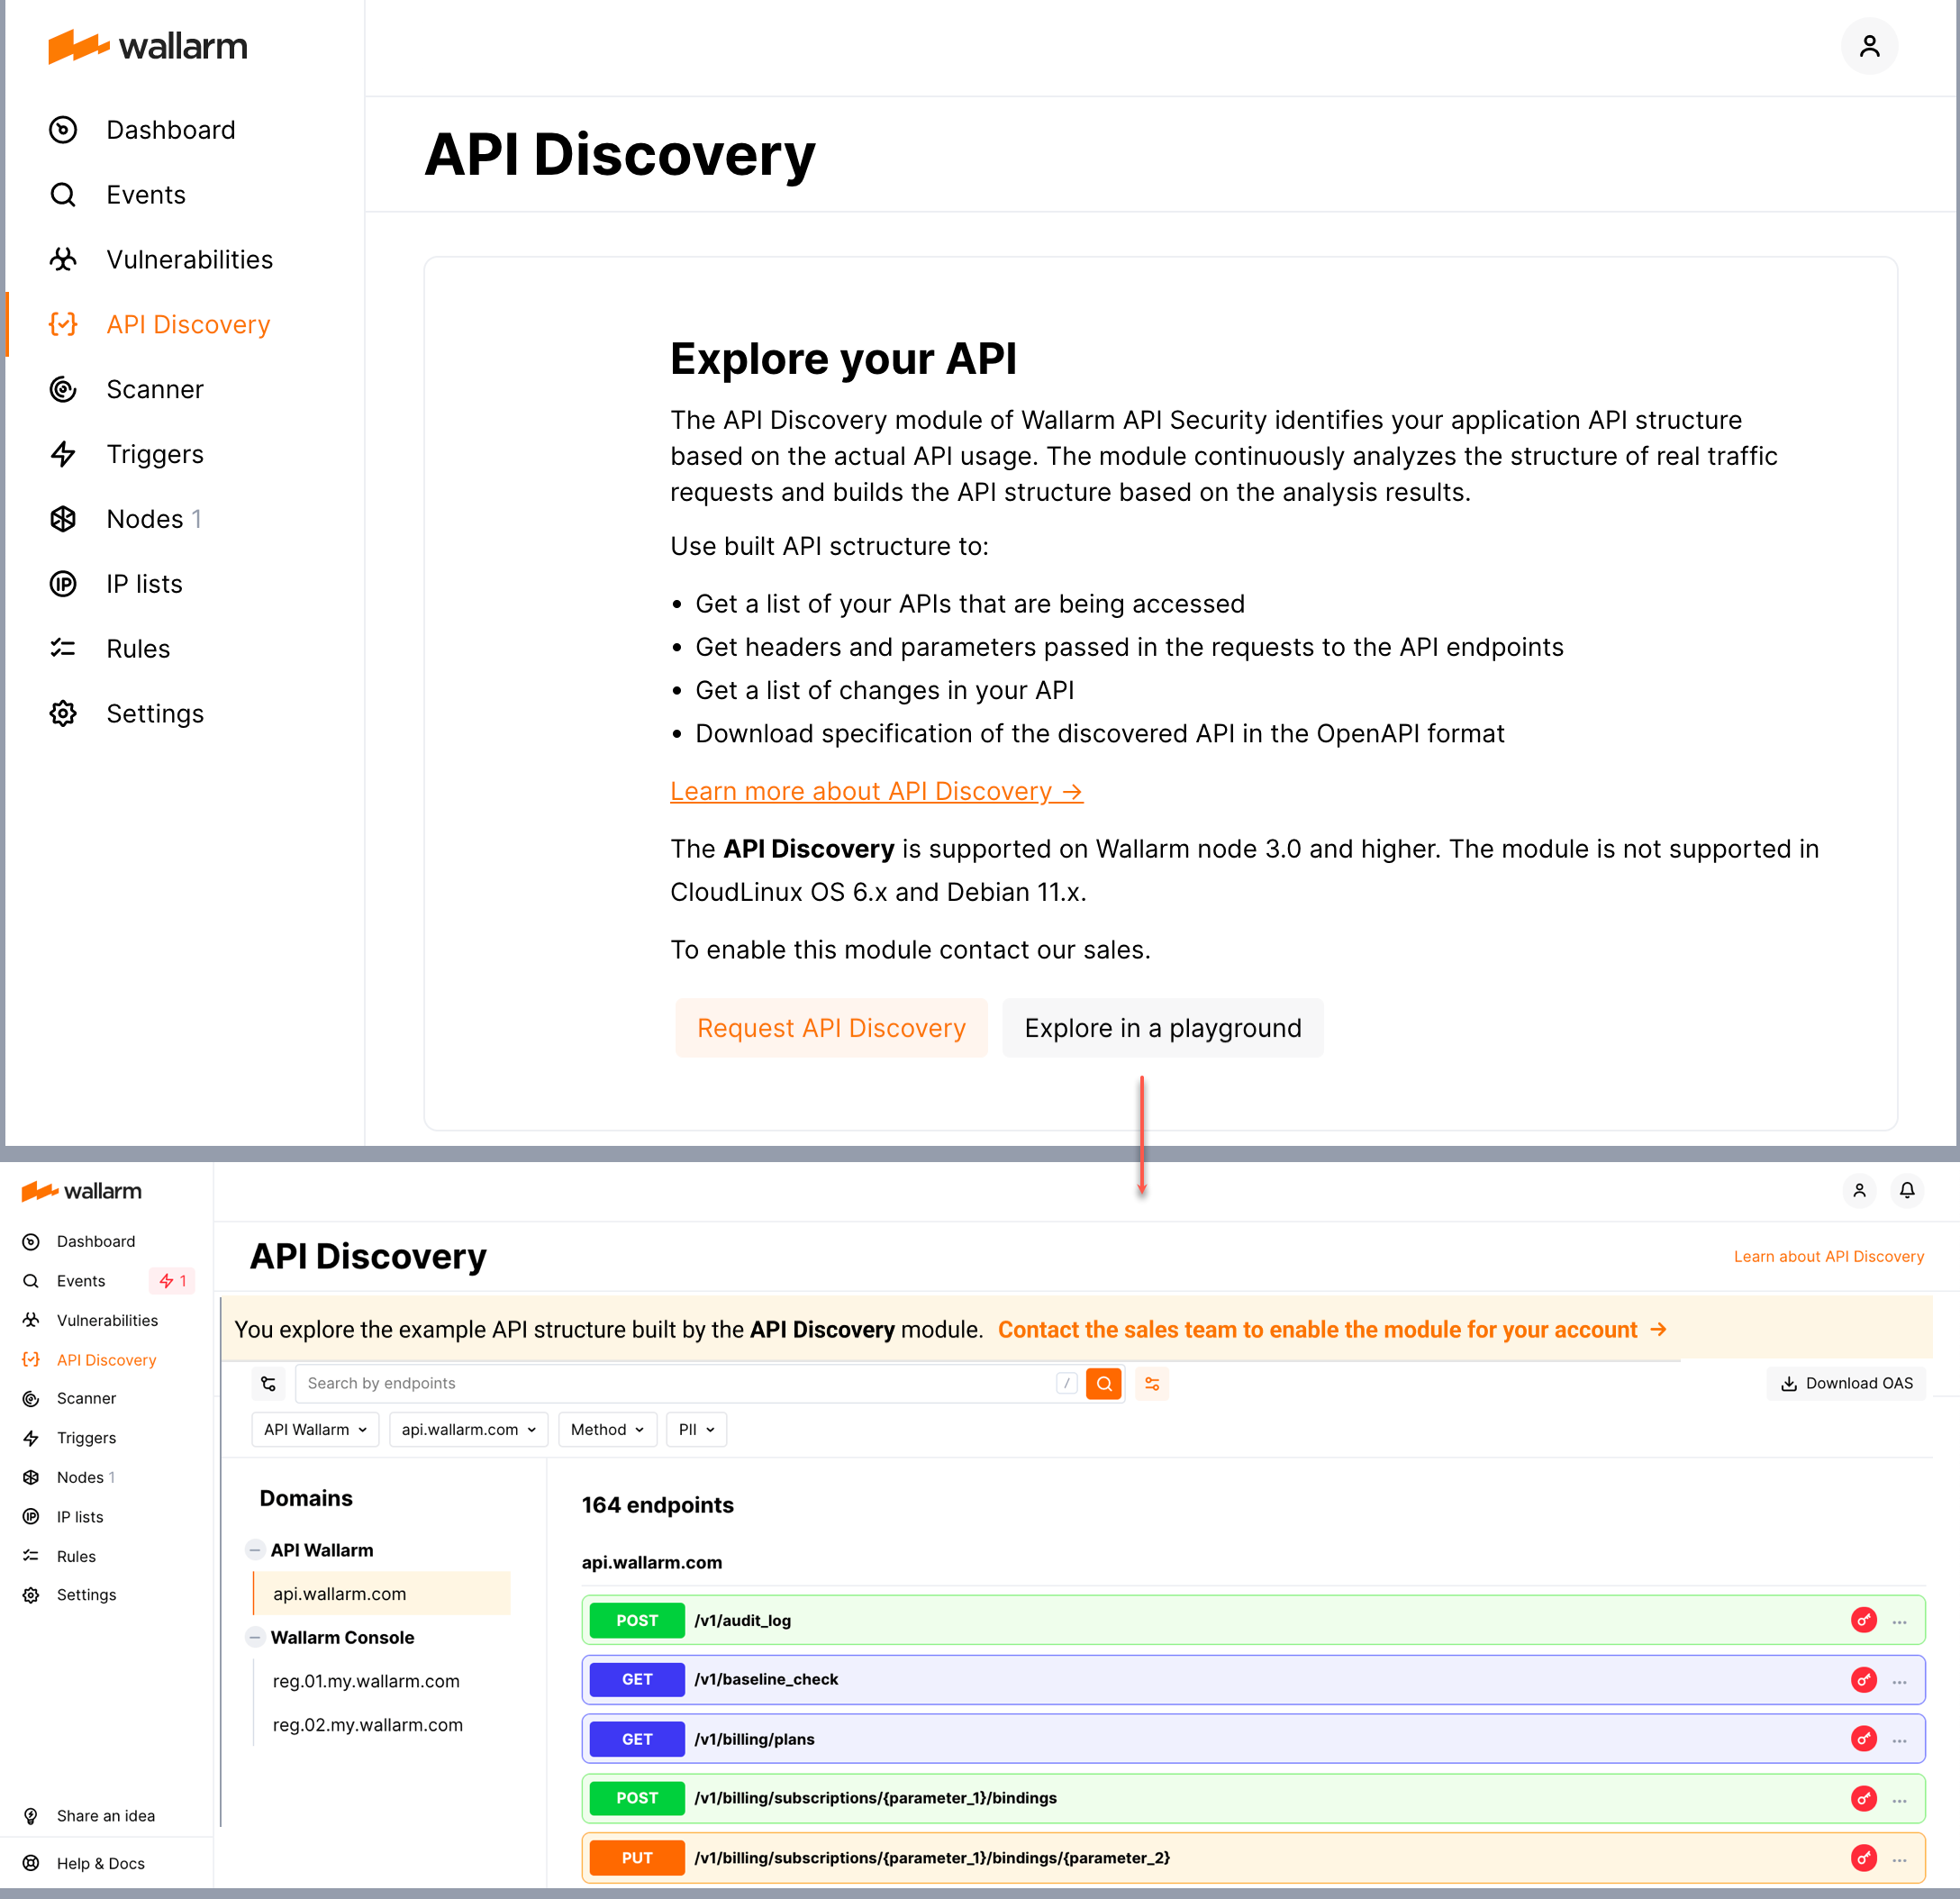 wallarm
Dashboard
Events
Vulnerabilities
API Discovery
Scanner
Triggers
Nodes 1
IP lists
Rules
Settings
API Discovery
Explore your API
The API Discovery module of Wallarm API Security identifies your application API structure
based on the actual API usage. The module continuously analyzes the structure of real traffic
requests and builds the API structure based on the analysis results.
Use built API sctructure to:
• Get a list of your APIs that are being accessed
• Get headers and parameters passed in the requests to the API endpoints
• Get a list of changes in your API
• Download specification of the discovered API in the OpenAPI format
Learn more about API Discovery →
The API Discovery is supported on Wallarm node 3.0 and higher. The module is not supported in
CloudLinux OS 6.x and Debian 11.x.
To enable this module contact our sales.
Request API Discovery
Explore in a playground
wallarm
Dashboard
Events 1
Vulnerabilities
API Discovery
Scanner
Triggers
Nodes 1
IP lists
Rules
Settings
Share an idea
Help & Docs
API Discovery
Learn about API Discovery
You explore the example API structure built by the API Discovery module. Contact the sales team to enable the module for your account →
Search by endpoints /
Download OAS
API Wallarm
api.wallarm.com
Method
PII
Domains
API Wallarm
api.wallarm.com
Wallarm Console
reg.01.my.wallarm.com
reg.02.my.wallarm.com
164 endpoints
api.wallarm.com
POST /v1/audit_log ...
GET /v1/baseline_check ...
GET /v1/billing/plans ...
POST /v1/billing/subscriptions/{parameter_1}/bindings ...
PUT /v1/billing/subscriptions/{parameter_1}/bindings/{parameter_2} ...